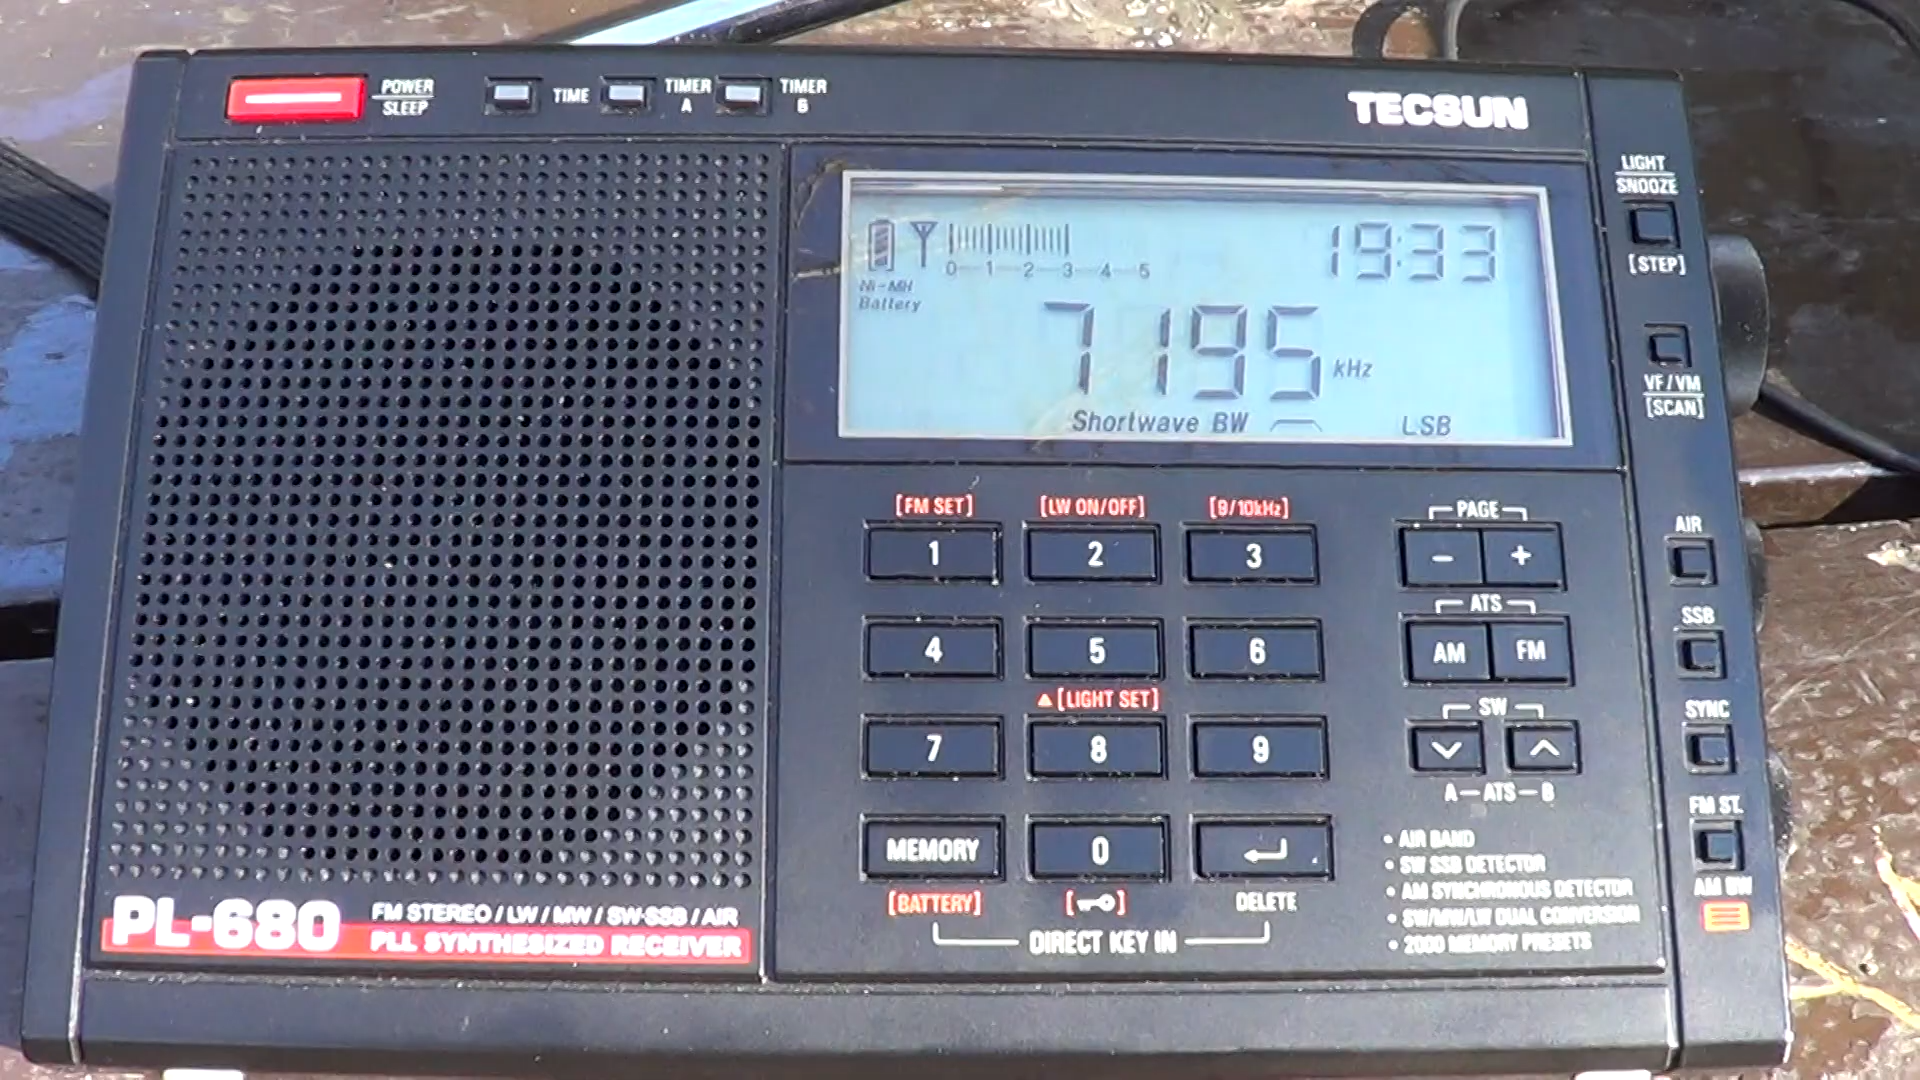 POWER
SLEEP
TIME
TIMER
A
TIMER
B
TECSUN
LIGHT
SNOOZE
[STEP]
0-1-2-3-4-5
19:33
Ni-MH
Battery
7195 kHz
Shortwave BW
LSB
VF/VM
[SCAN]
[FM SET]
[LW ON/OFF]
[9/10kHz]
PAGE
1
2
3
-
+
AIR
ATS
SSB
4
5
6
AM
FM
▲[LIGHT SET]
SW
SYNC
7
8
9
A-ATS-B
FM ST.
MEMORY
0
AM BW
[BATTERY]
DELETE
DIRECT KEY IN
• AIR BAND
• SW SSB DETECTOR
• AM SYNCHRONOUS DETECTOR
• SW/MW/LW DUAL CONVERSION
• 2000 MEMORY PRESETS
PL-680
FM STEREO/LW/MW/SW-SSB/AIR
PLL SYNTHESIZED RECEIVER